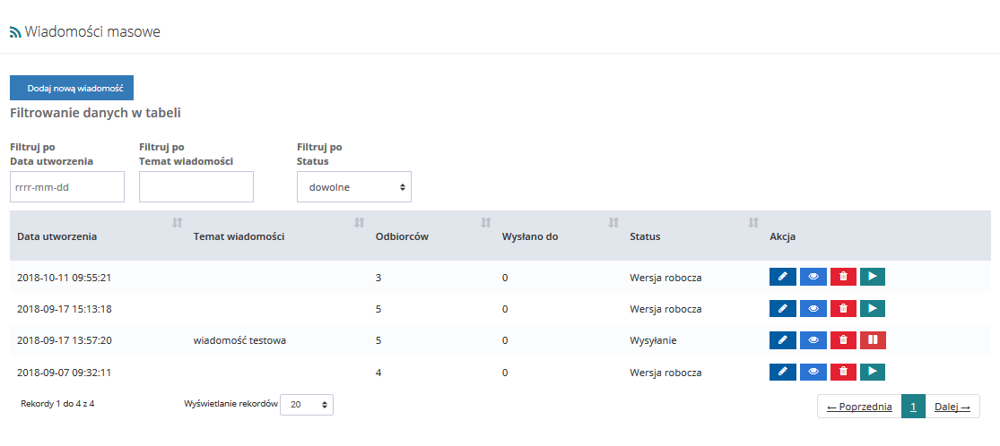 Wiadomości masowe
Dodaj nową wiadomość
Filtrowanie danych w tabeli
Filtruj po Filtruj po Filtruj po
Data utworzenia Temat wiadomości Status
rrrr-mm-dd dowolne
Data utworzenia Temat wiadomości Odbiorców Wysłano do Status Akcja
2018-10-11 09:55:21 3 0 Wersja robocza
2018-09-17 15:13:18 5 0 Wersja robocza
2018-09-17 13:57:20 wiadomość testowa 5 0 Wysyłanie
2018-09-07 09:32:11 4 0 Wersja robocza
Rekordy 1 do 4 z 4 Wyświetlanie rekordów 20 ← Poprzednia 1 Dalej →